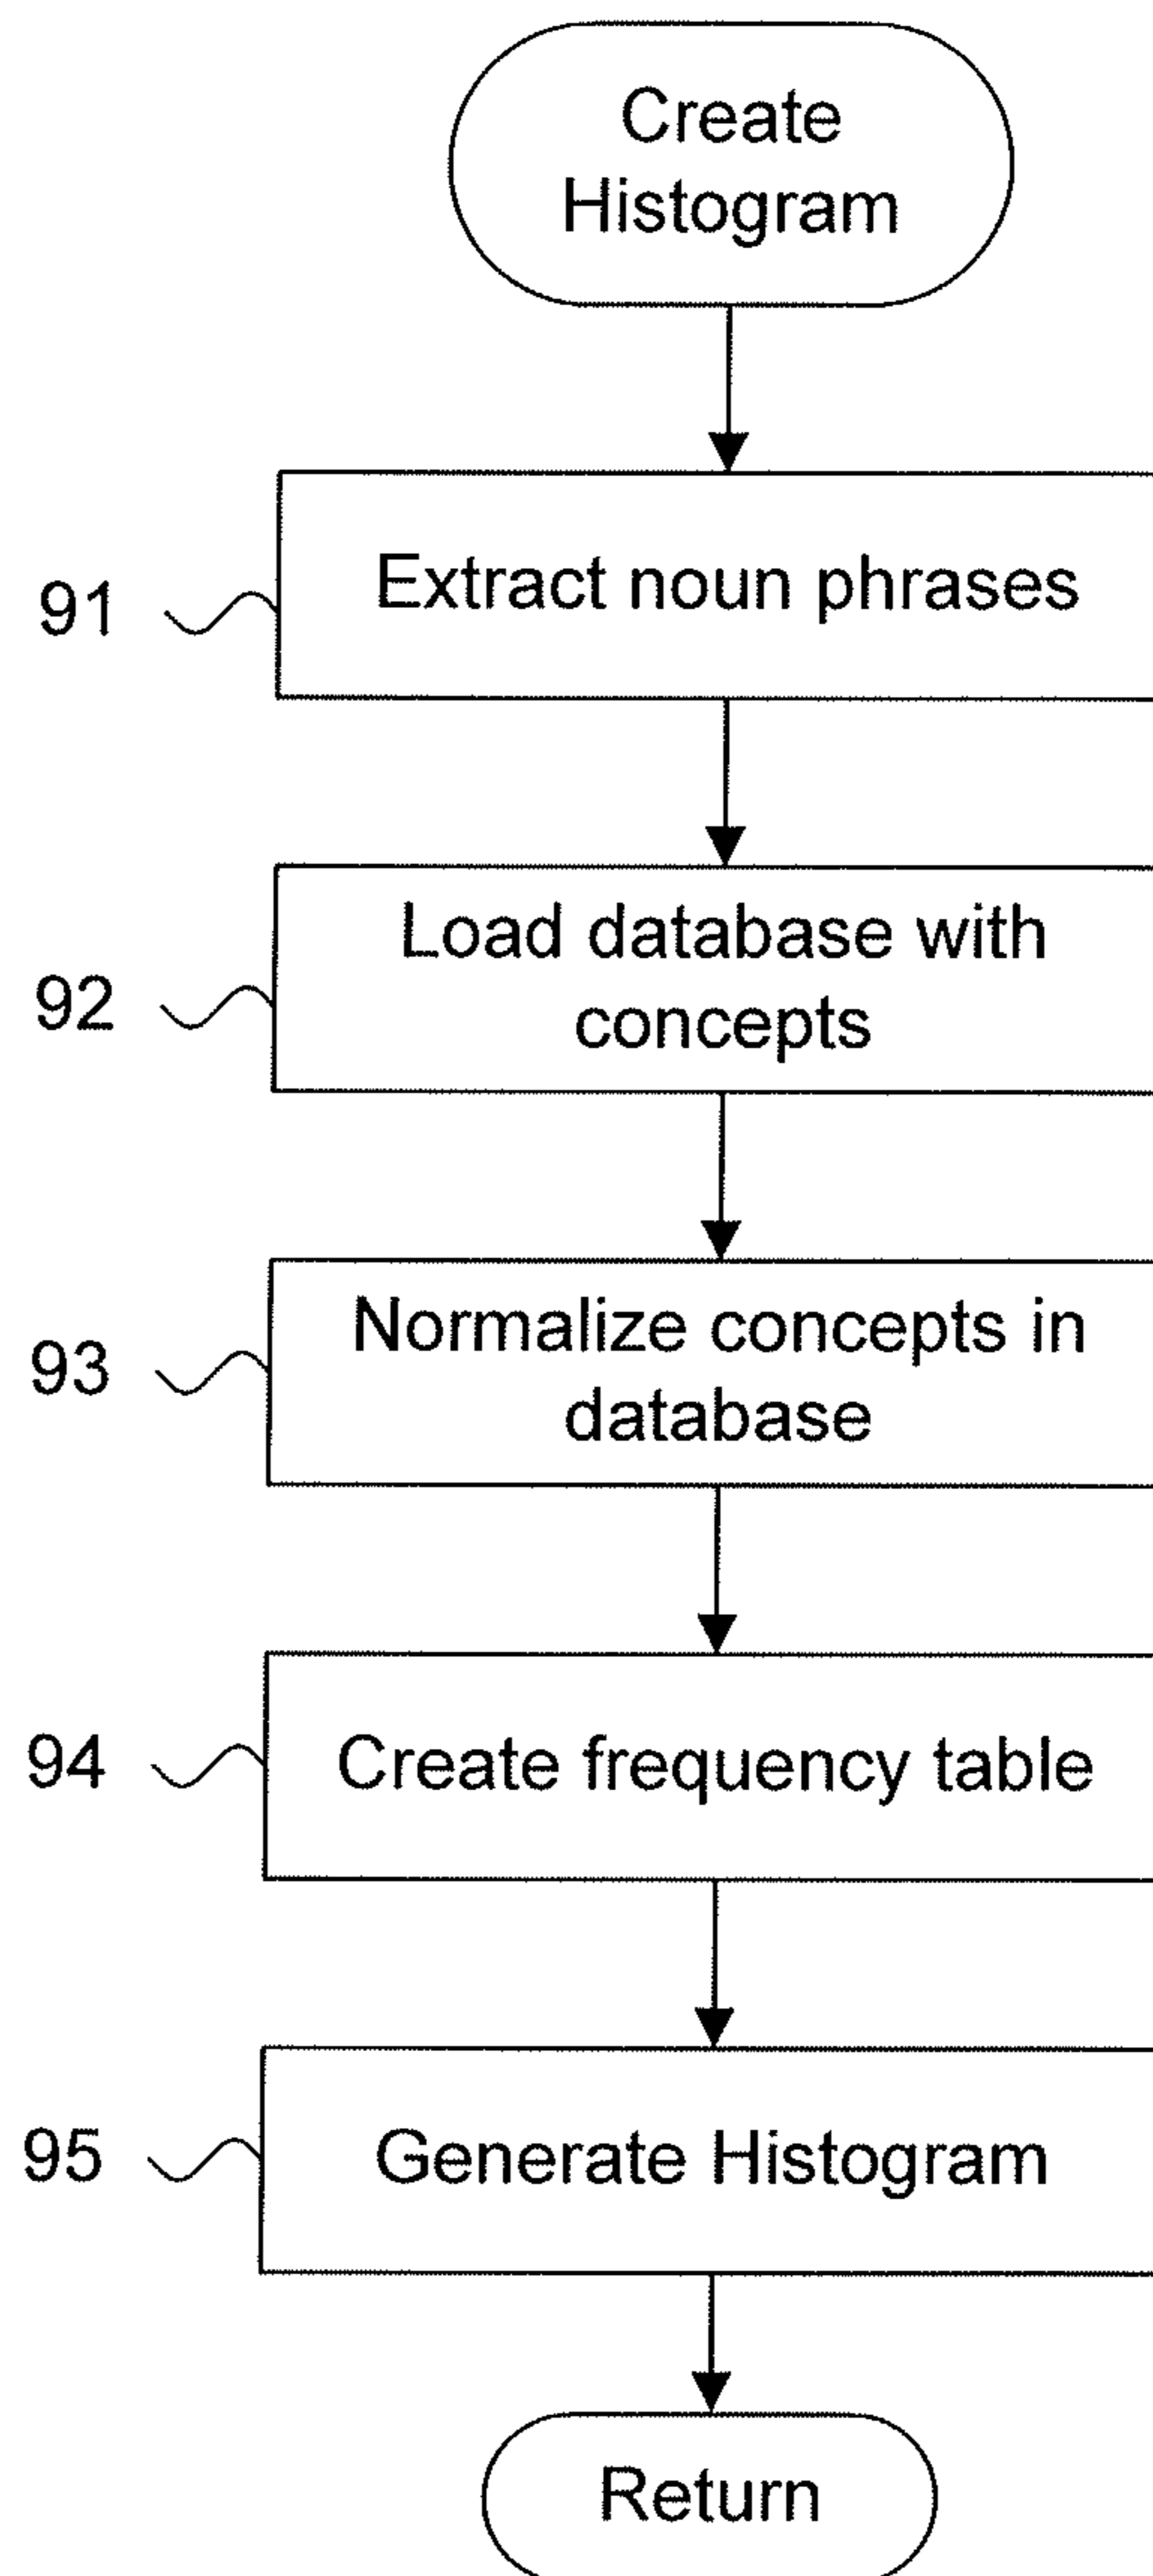 Create
Histogram
91
Extract noun phrases
92
Load database with
concepts
93
Normalize concepts in
database
94
Create frequency table
95
Generate Histogram
Return